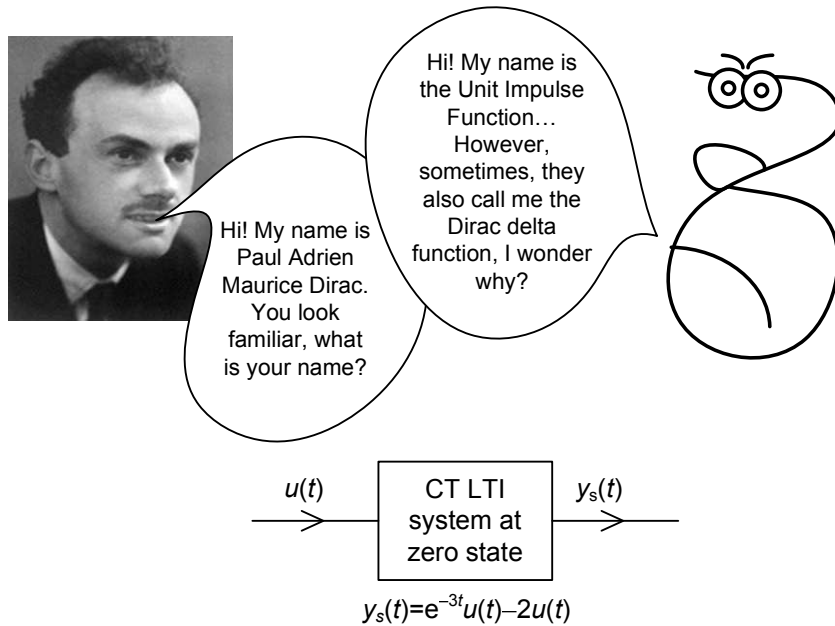 Hi! My name is
Paul Adrien
Maurice Dirac.
You look
familiar, what
is your name?
Hi! My name is
the Unit Impulse
Function…
However,
sometimes, they
also call me the
Dirac delta
function, I wonder
why?
u(t)
CT LTI
system at
zero state
yₛ(t)
yₛ(t)=e⁻³ᵗu(t)–2u(t)